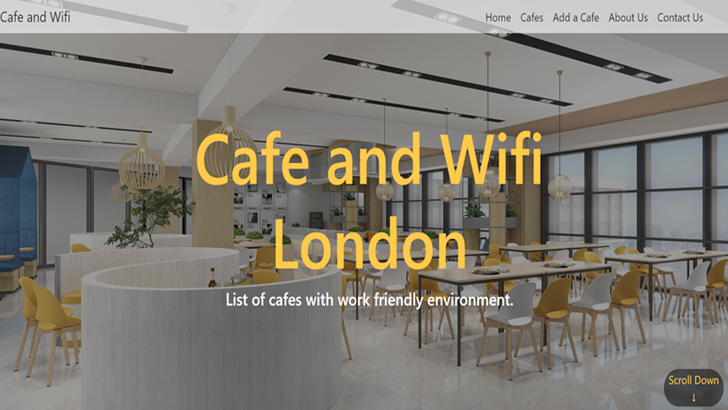 Cafe and Wifi
Home Cafes Add a Cafe About Us Contact Us
Cafe and Wifi
London
List of cafes with work friendly environment.
Scroll Down
↓